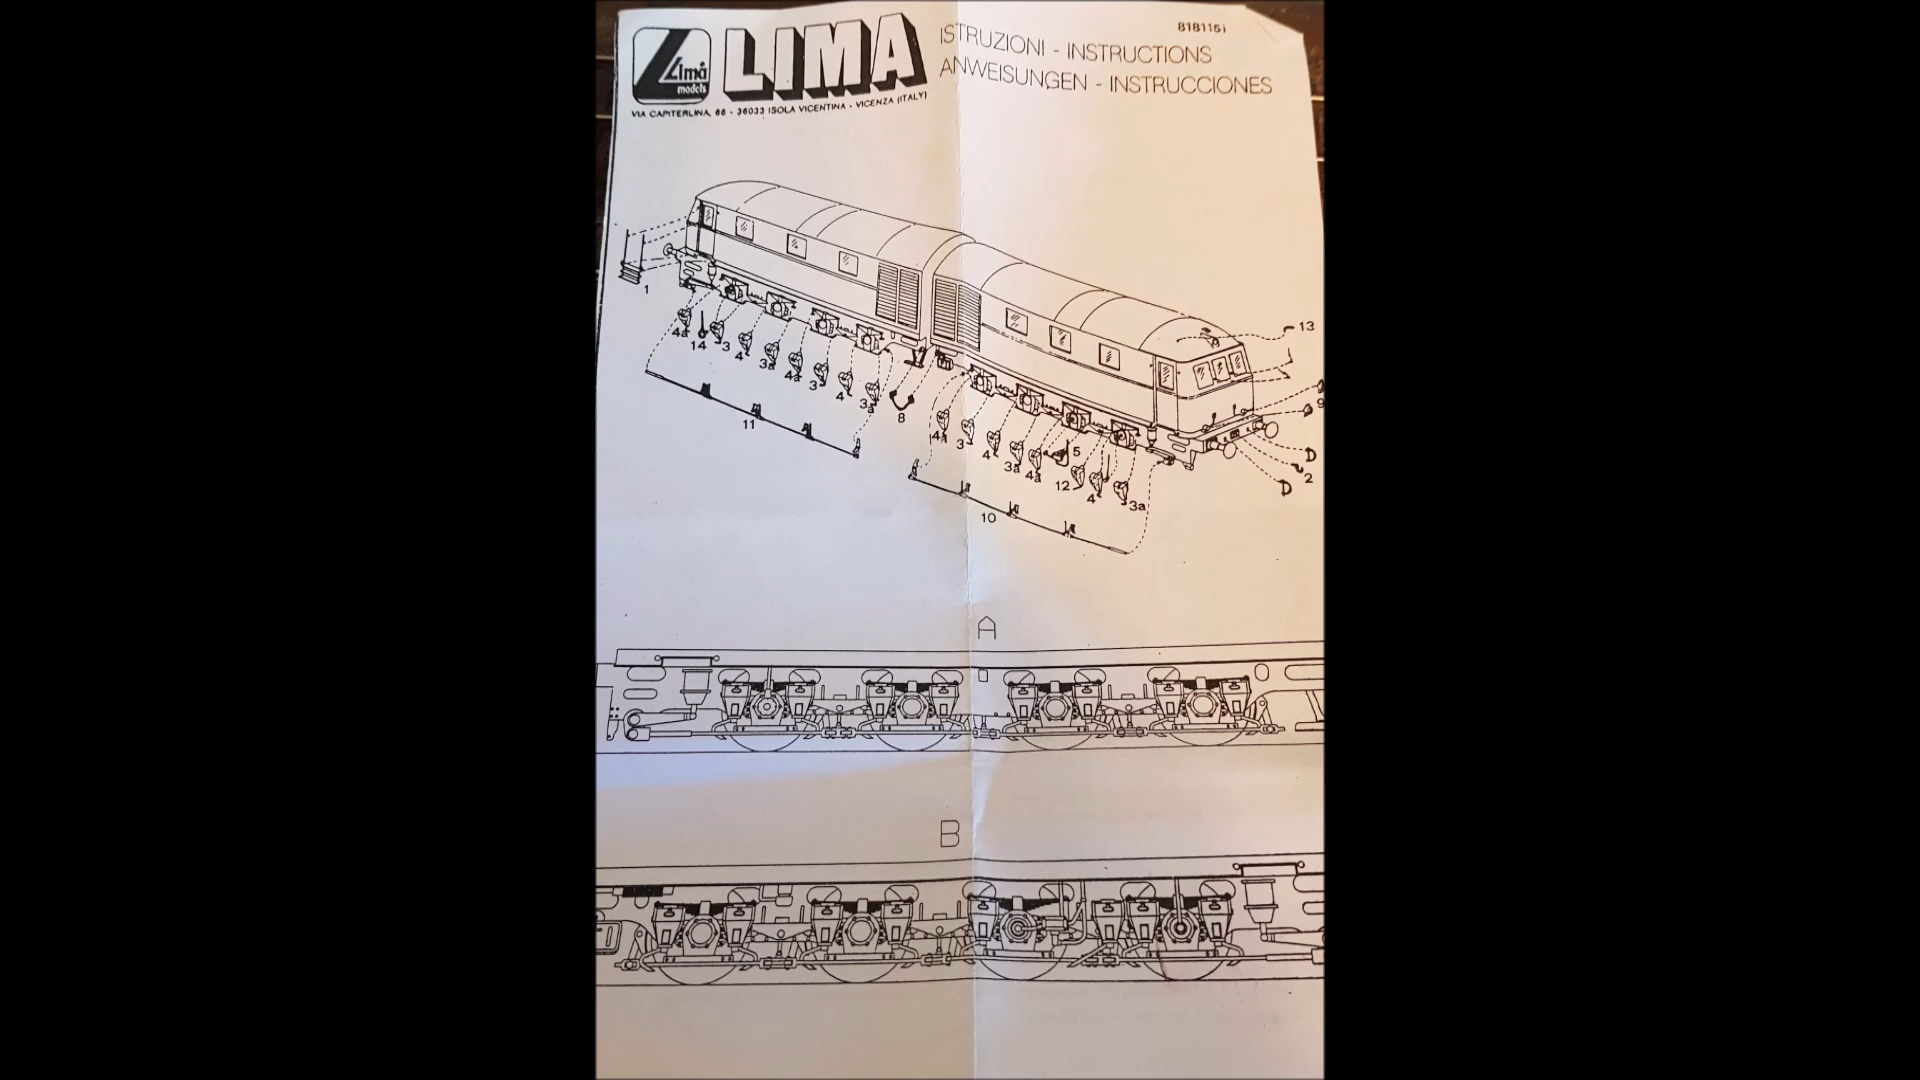 8181151
Lima
models
LIMA
ISTRUZIONI - INSTRUCTIONS
ANWEISUNGEN - INSTRUCCIONES
VIA CAPITERLINA, 66 - 36033 ISOLA VICENTINA - VICENZA (ITALY)
1
4a
14
3
4
3a
4a
3
4
3a
8
11
13
9
D
2
D
4a
3
4
3a
4a
5
12
4
3a
10
A
B